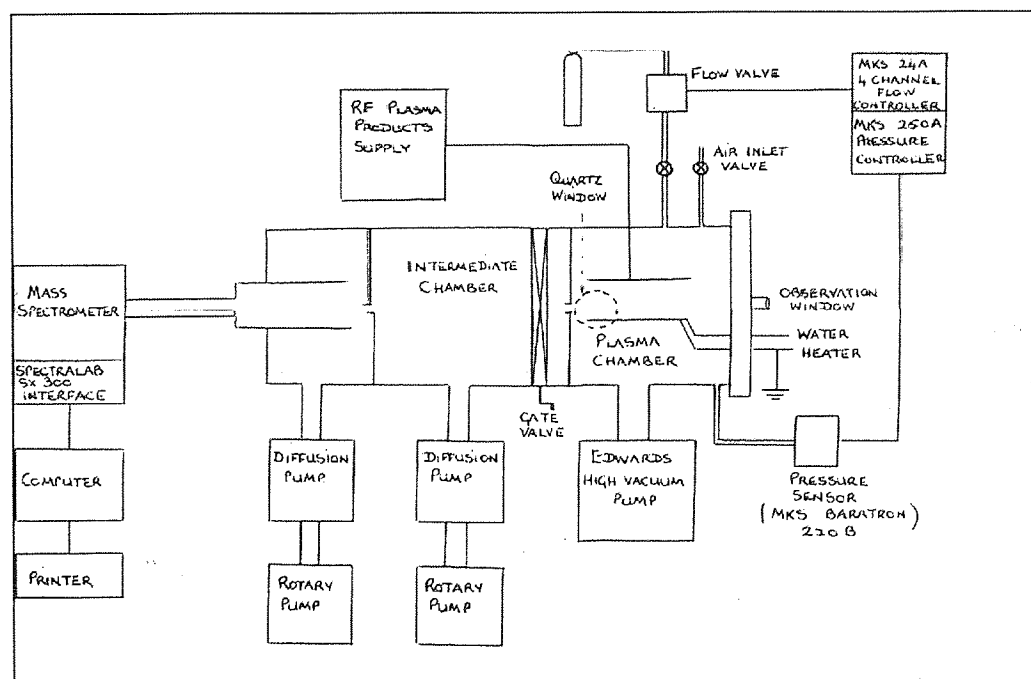 MKS 24A
4 CHANNEL
FLOW
CONTROLLER
MKS 250A
PRESSURE
CONTROLLER
FLOW VALVE
RF PLASMA
PRODUCTS
SUPPLY
AIR INLET
VALVE
QUARTZ
WINDOW
INTERMEDIATE
CHAMBER
MASS
SPECTROMETER
OBSERVATION
WINDOW
PLASMA
CHAMBER
WATER
HEATER
SPECTRALAB
SX 300
INTERFACE
GATE
VALVE
COMPUTER
DIFFUSION
PUMP
DIFFUSION
PUMP
EDWARDS
HIGH VACUUM
PUMP
PRESSURE
SENSOR
(MKS BARATRON)
220 B
PRINTER
ROTARY
PUMP
ROTARY
PUMP